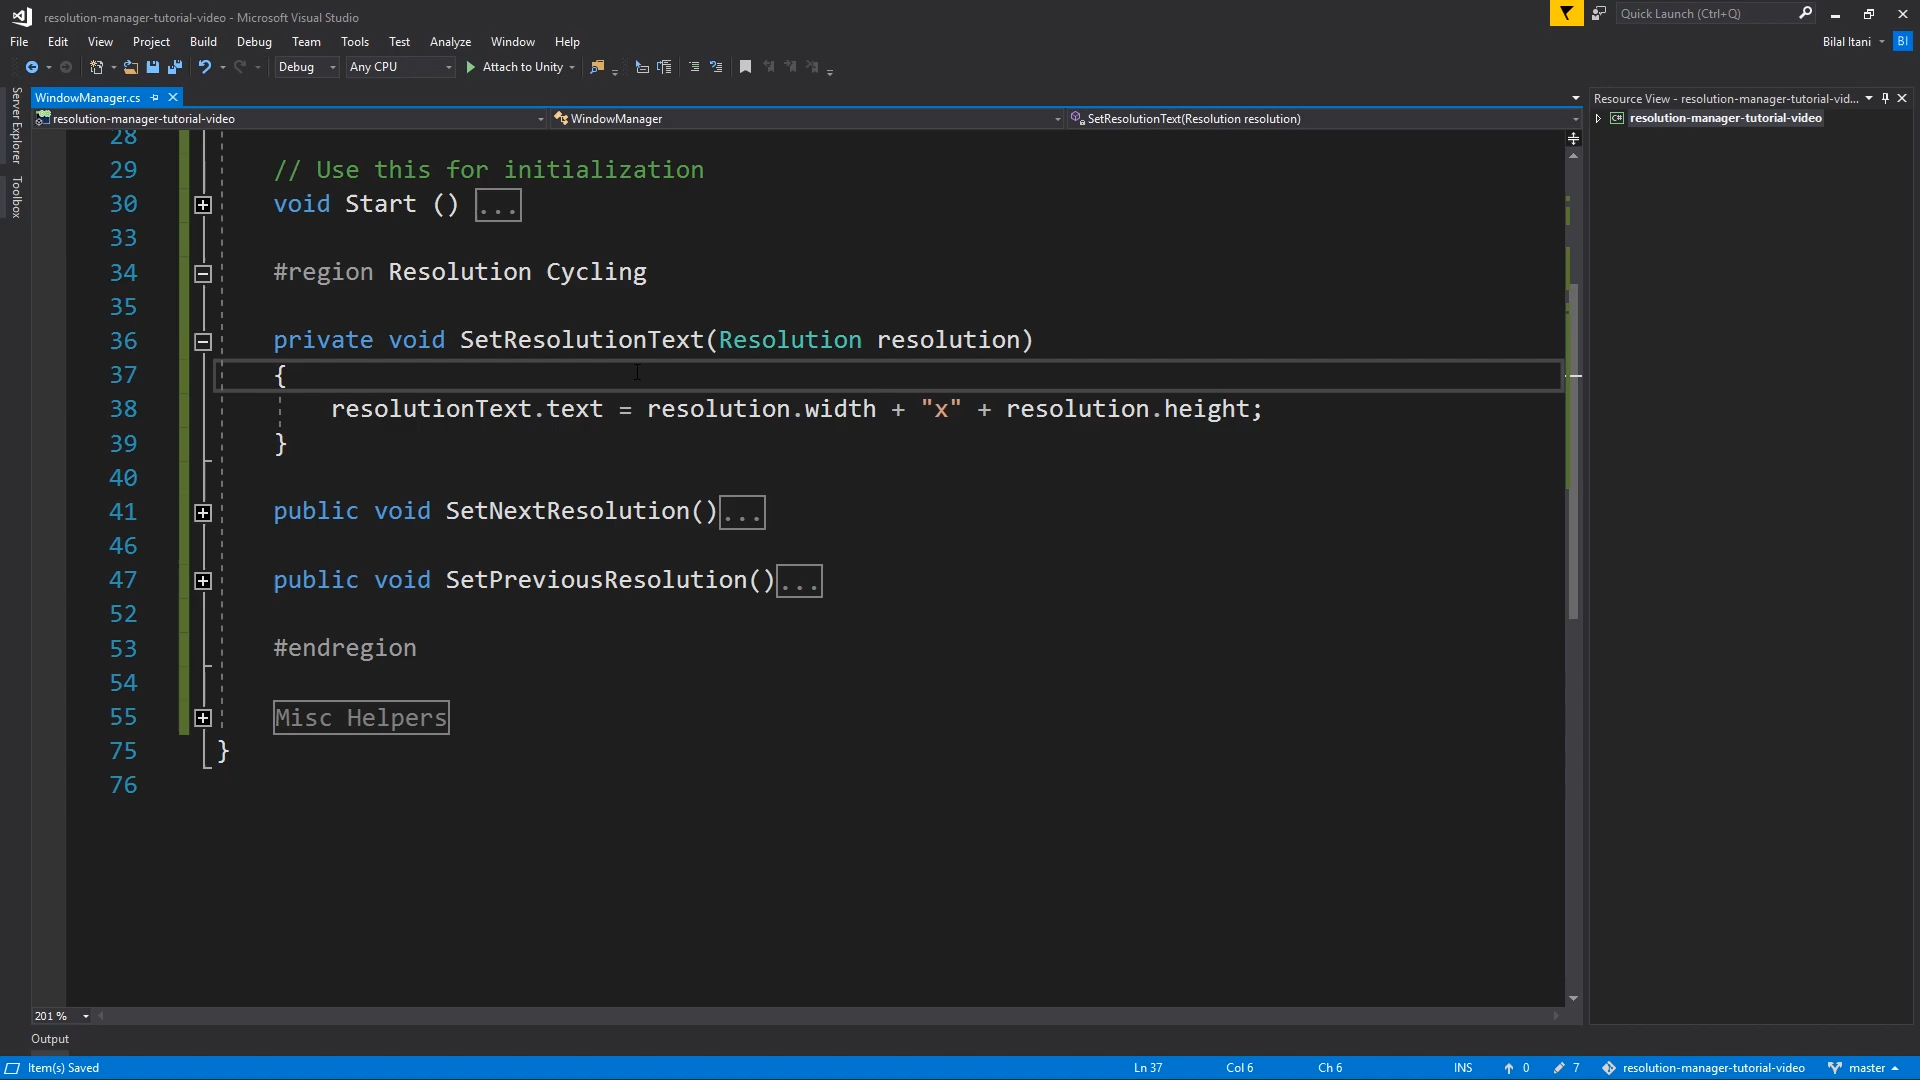 resolution-manager-tutorial-video - Microsoft Visual Studio
Quick Launch (Ctrl+Q)
File Edit View Project Build Debug Team Tools Test Analyze Window Help
Bilal Itani BI
Debug Any CPU Attach to Unity
Server Explorer
Toolbox
WindowManager.cs
Resource View - resolution-manager-tutorial-vid...
resolution-manager-tutorial-video WindowManager SetResolutionText(Resolution resolution)
resolution-manager-tutorial-video
28
29 // Use this for initialization
30 void Start () ...
33
34 #region Resolution Cycling
35
36 private void SetResolutionText(Resolution resolution)
37 {
38 resolutionText.text = resolution.width + "x" + resolution.height;
39 }
40
41 public void SetNextResolution()...
46
47 public void SetPreviousResolution()...
52
53 #endregion
54
55 Misc Helpers
75 }
76
201 %
Output
Item(s) Saved Ln 37 Col 6 Ch 6 INS 0 7 resolution-manager-tutorial-video master